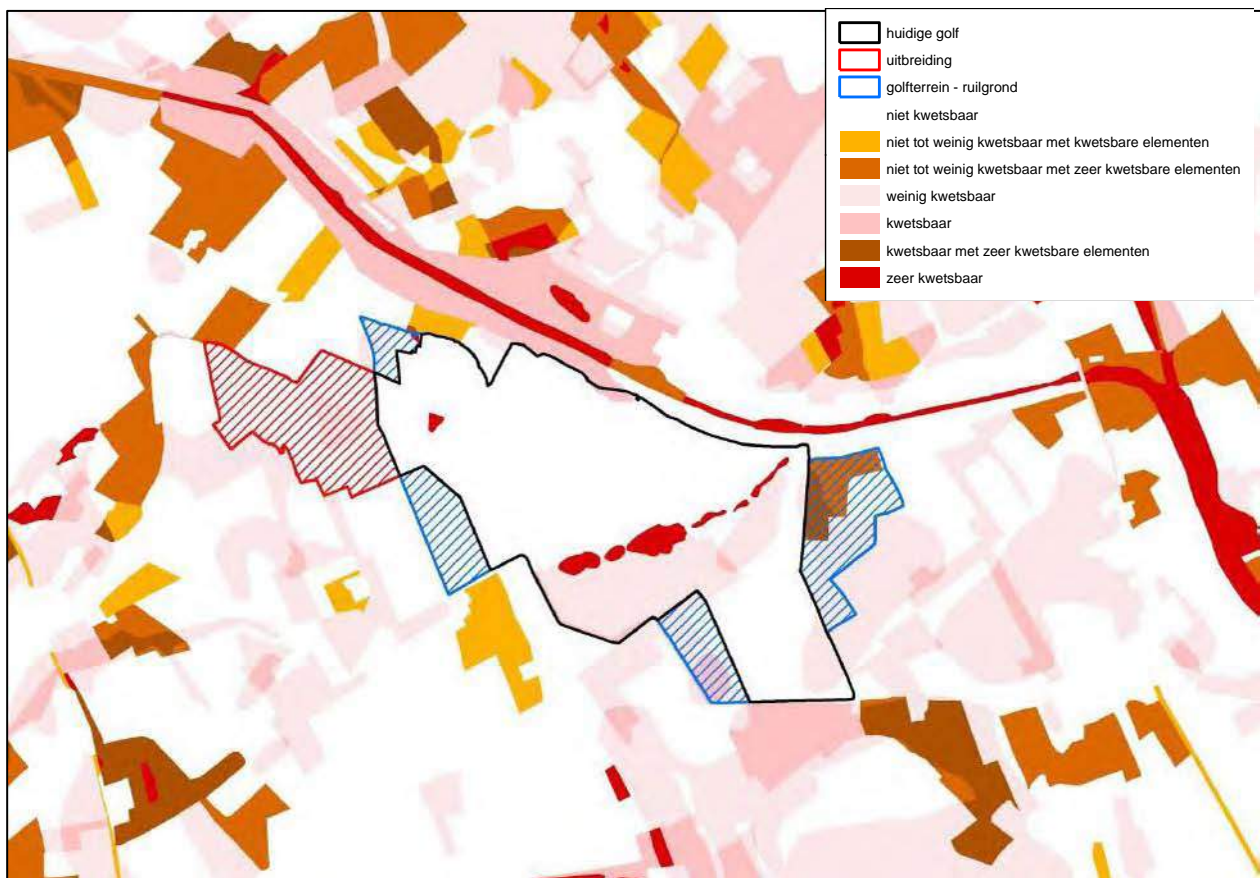 huidige golf
uitbreiding
golfterrein - ruilgrond
niet kwetsbaar
niet tot weinig kwetsbaar met kwetsbare elementen
niet tot weinig kwetsbaar met zeer kwetsbare elementen
weinig kwetsbaar
kwetsbaar
kwetsbaar met zeer kwetsbare elementen
zeer kwetsbaar